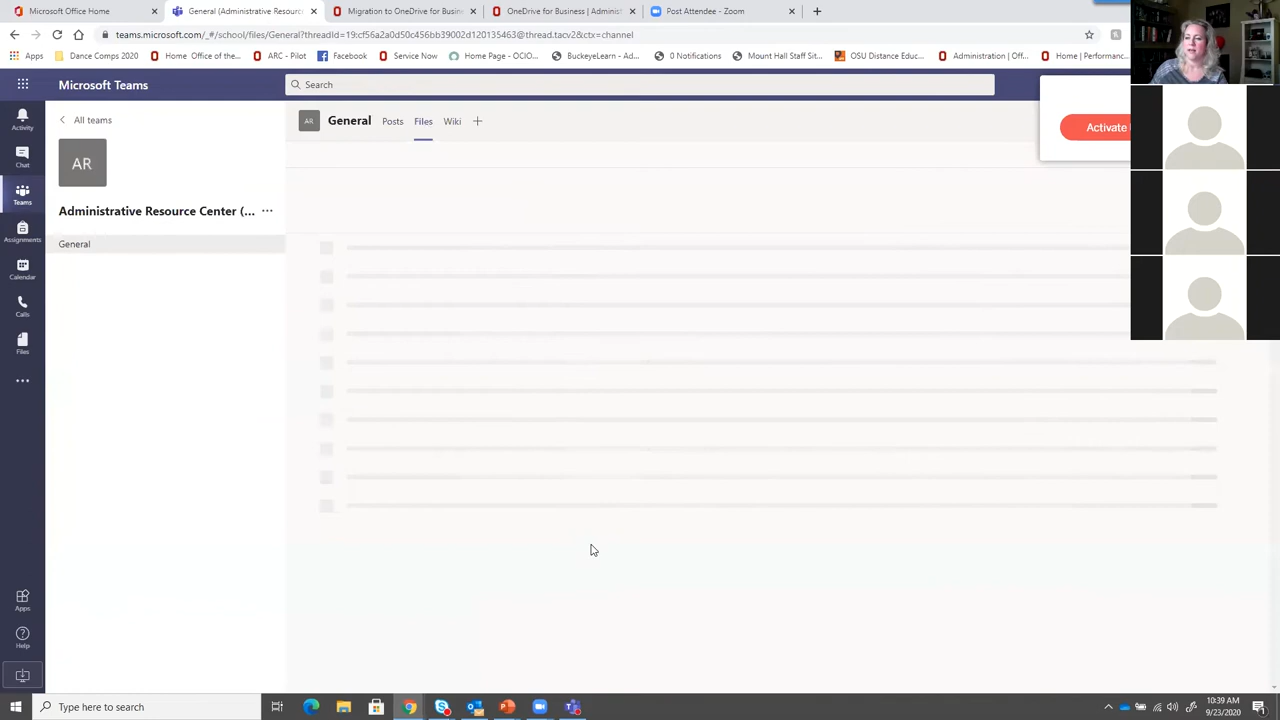 Microsoft Office Home
General (Administrative Resourc
Migration to OneDrive for Busine
OneDrive for Business | Administ
Post Attendee - Zoom
teams.microsoft.com/_#/school/files/General?threadId=19:cf56a2a0d50c456bb39002d120135463@thread.tacv2&ctx=channel
Apps
Dance Comps 2020
Home Office of the...
ARC - Pilot
Facebook
Service Now
Home Page - OCIO...
BuckeyeLearn - Ad...
0 Notifications
Mount Hall Staff Sit...
OSU Distance Educ...
Administration | Off...
Home | Performanc
Microsoft Teams
Search
Activity
Chat
Teams
Assignments
Calendar
Calls
Files
Apps
Help
All teams
AR
Administrative Resource Center (... ...
General
AR
General
Posts
Files
Wiki
Activate
Type here to search
10:39 AM
9/23/2020
1